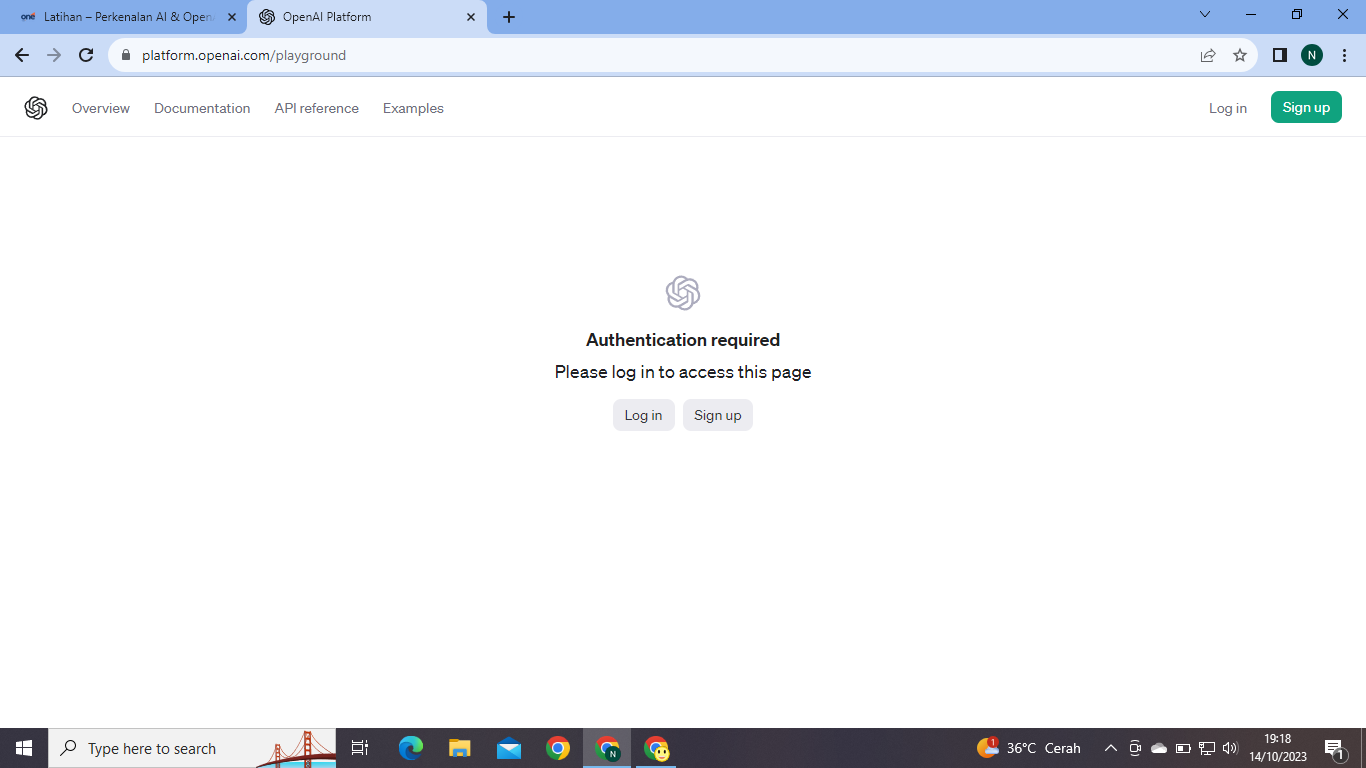 one
Latihan – Perkenalan AI & Open
OpenAI Platform
platform.openai.com/playground
N
Overview
Documentation
API reference
Examples
Log in
Sign up
Authentication required
Please log in to access this page
Log in
Sign up
Type here to search
N
1
36°C Cerah
19:18
14/10/2023
1